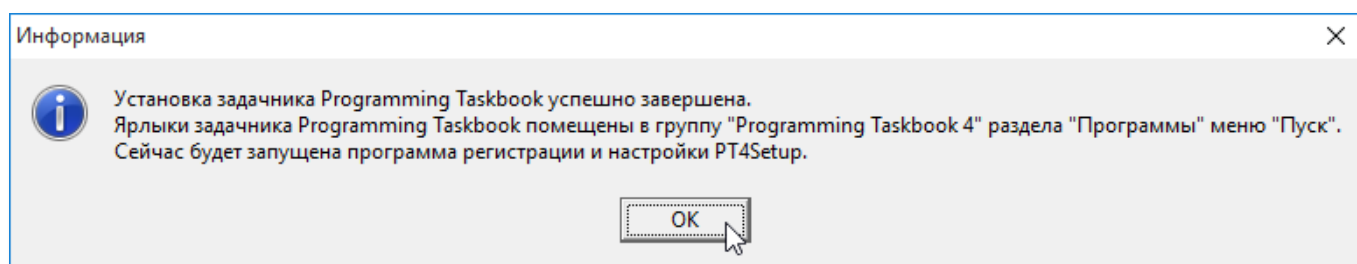 Информация
Установка задачника Programming Taskbook успешно завершена.
Ярлыки задачника Programming Taskbook помещены в группу "Programming Taskbook 4" раздела "Программы" меню "Пуск".
Сейчас будет запущена программа регистрации и настройки PT4Setup.
OK